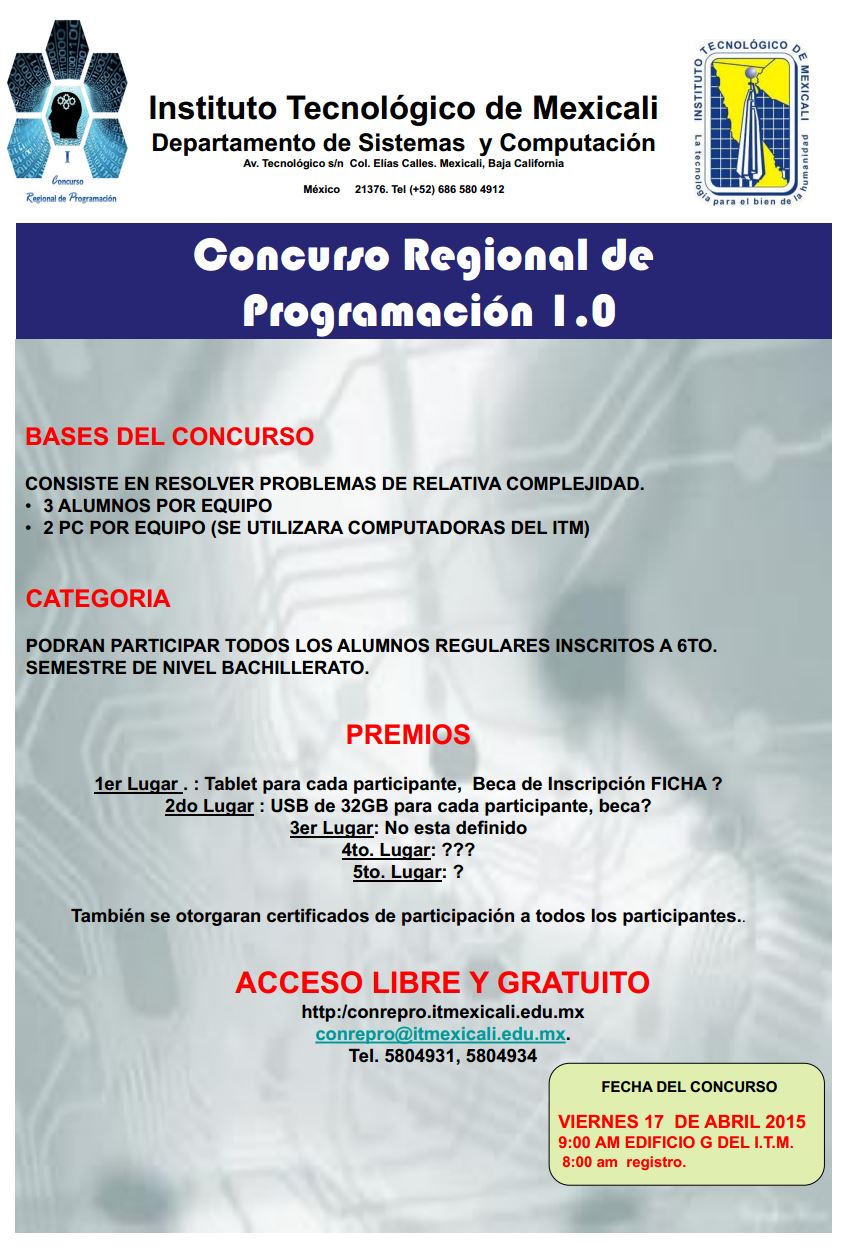 I
Concurso
Regional de Programación
Instituto Tecnológico de Mexicali
Departamento de Sistemas y Computación
Av. Tecnológico s/n Col. Elías Calles. Mexicali, Baja California
México 21376. Tel (+52) 686 580 4912
INSTITUTO TECNOLÓGICO DE MEXICALI
La tecnología para el bien de la humanidad
Concurso Regional de
Programación 1.0
BASES DEL CONCURSO
CONSISTE EN RESOLVER PROBLEMAS DE RELATIVA COMPLEJIDAD.
• 3 ALUMNOS POR EQUIPO
• 2 PC POR EQUIPO (SE UTILIZARA COMPUTADORAS DEL ITM)
CATEGORIA
PODRAN PARTICIPAR TODOS LOS ALUMNOS REGULARES INSCRITOS A 6TO.
SEMESTRE DE NIVEL BACHILLERATO.
PREMIOS
1er Lugar . : Tablet para cada participante, Beca de Inscripción FICHA ?
2do Lugar : USB de 32GB para cada participante, beca?
3er Lugar: No esta definido
4to. Lugar: ???
5to. Lugar: ?
También se otorgaran certificados de participación a todos los participantes..
ACCESO LIBRE Y GRATUITO
http:/conrepro.itmexicali.edu.mx
conrepro@itmexicali.edu.mx.
Tel. 5804931, 5804934
FECHA DEL CONCURSO
VIERNES 17 DE ABRIL 2015
9:00 AM EDIFICIO G DEL I.T.M.
8:00 am registro.